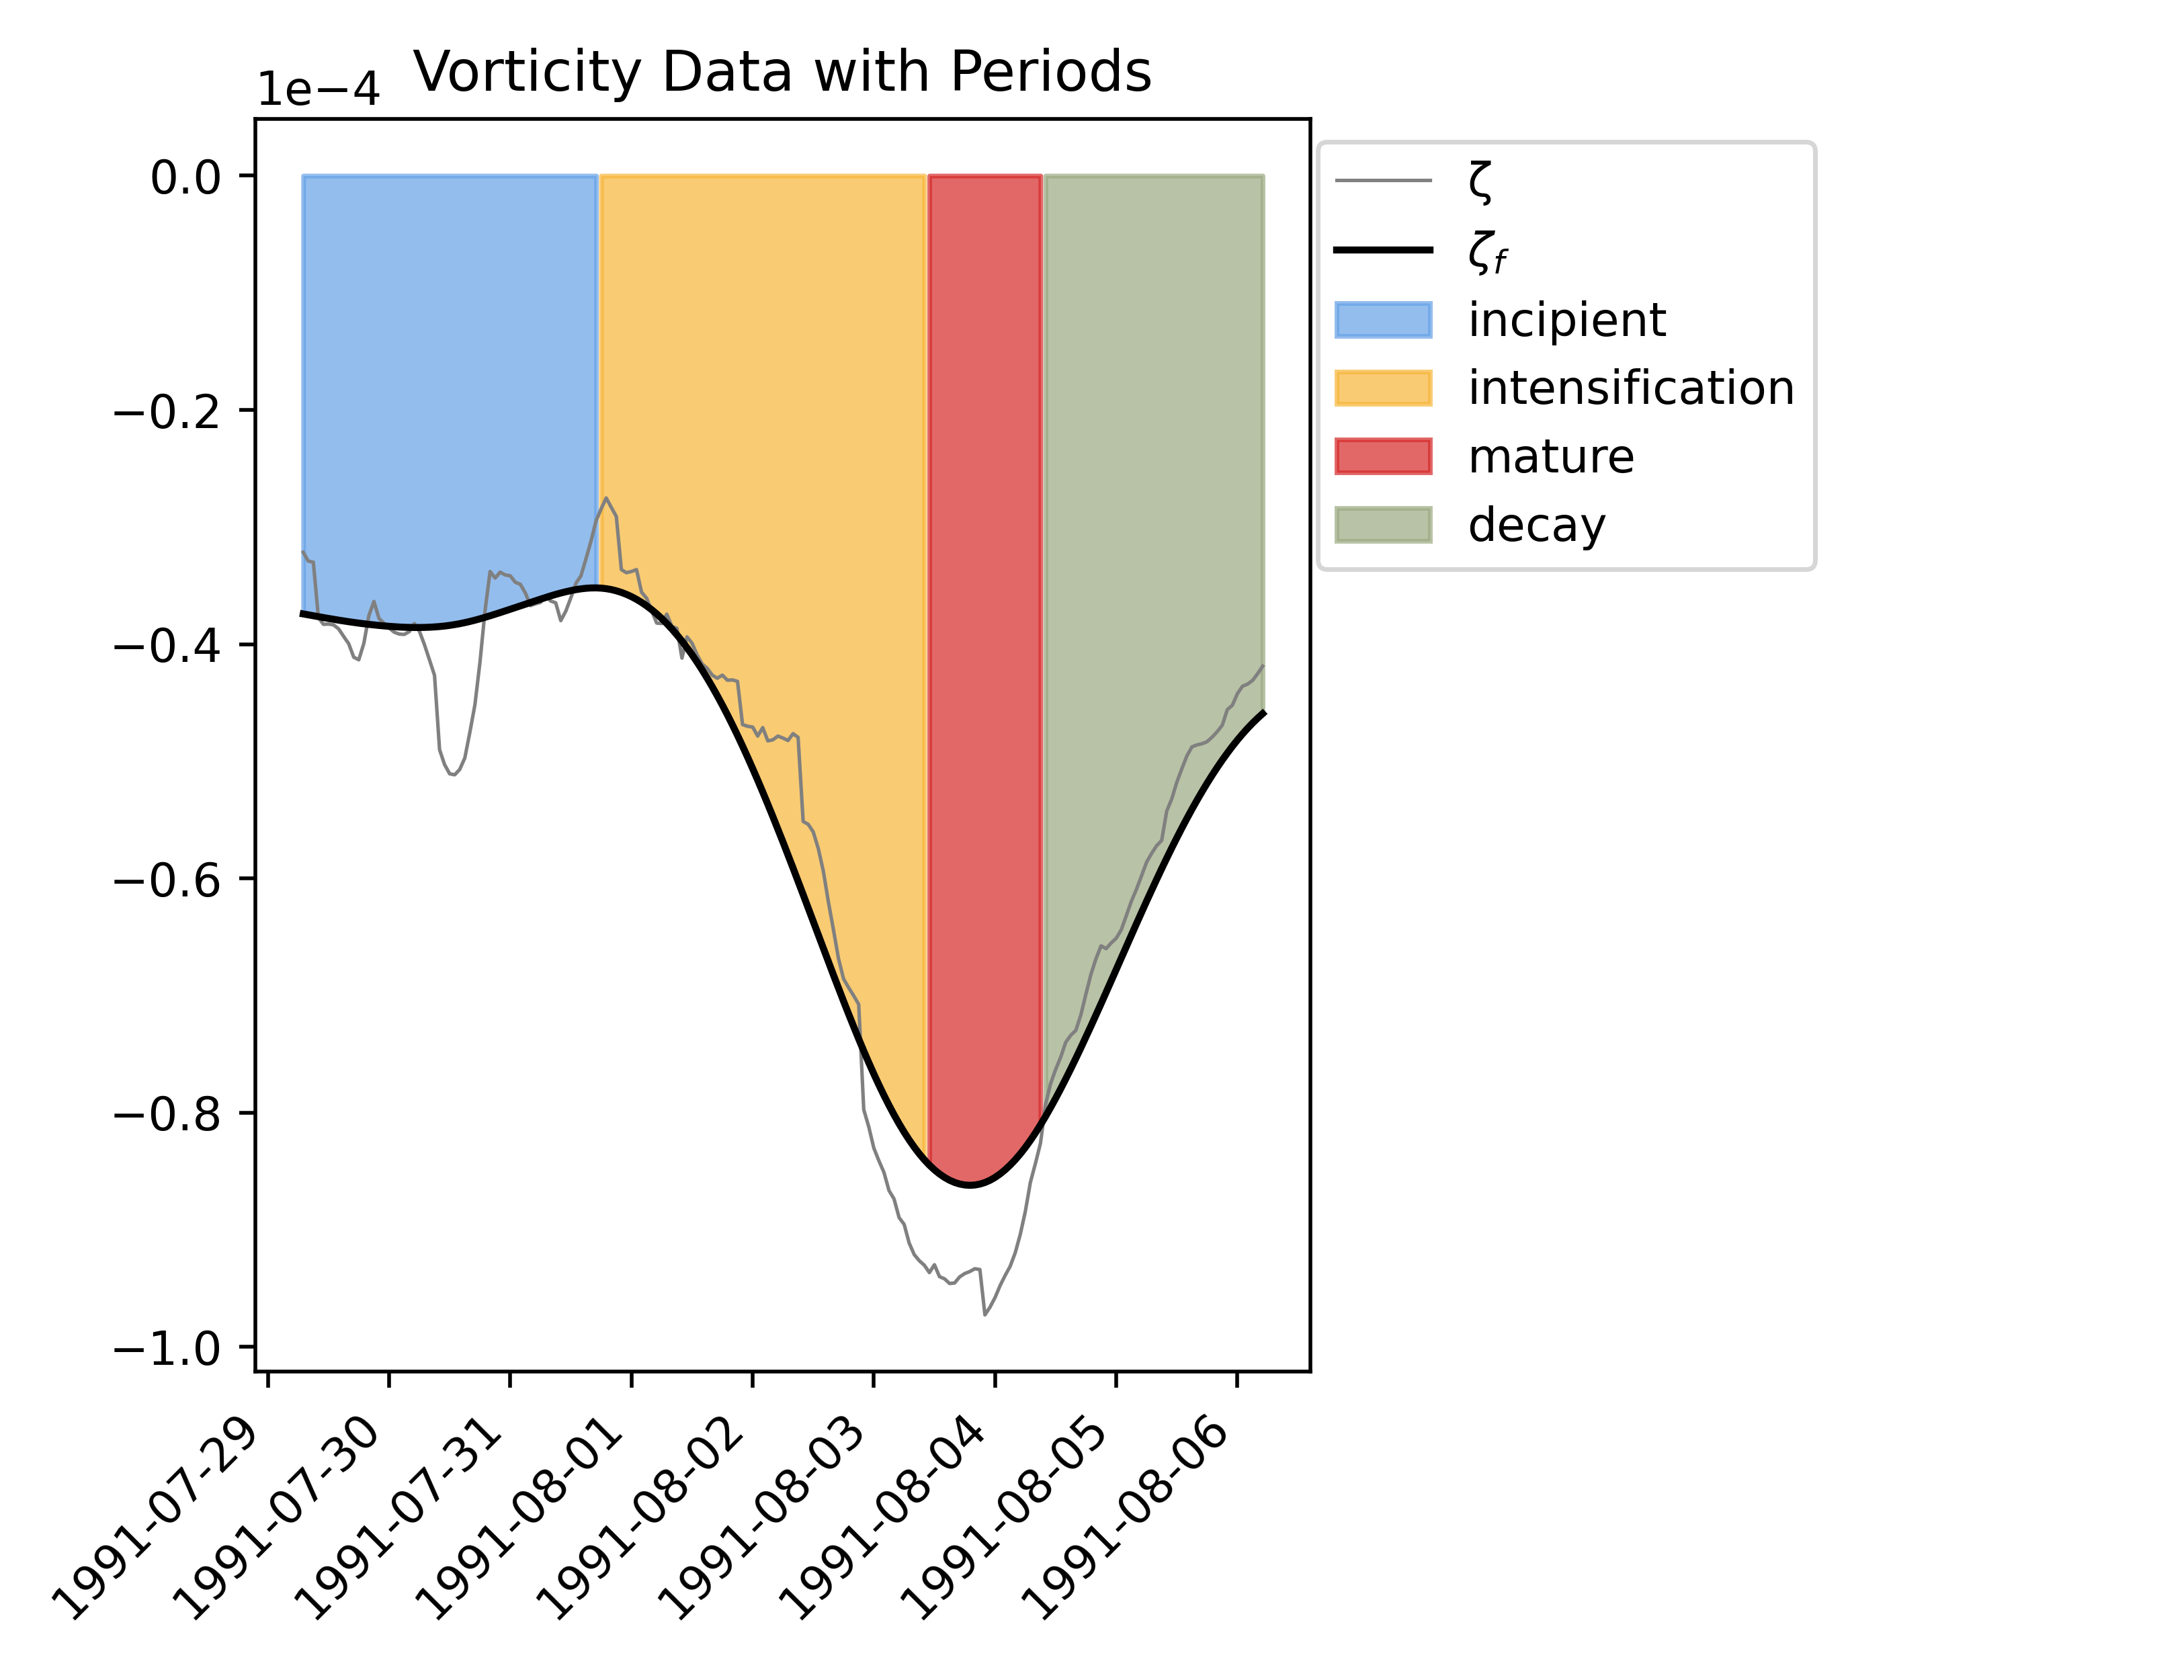 Vorticity Data with Periods
1e−4
0.0
−0.2
−0.4
−0.6
−0.8
−1.0
1991-07-29
1991-07-30
1991-07-31
1991-08-01
1991-08-02
1991-08-03
1991-08-04
1991-08-05
1991-08-06
ζ
ζf
incipient
intensification
mature
decay